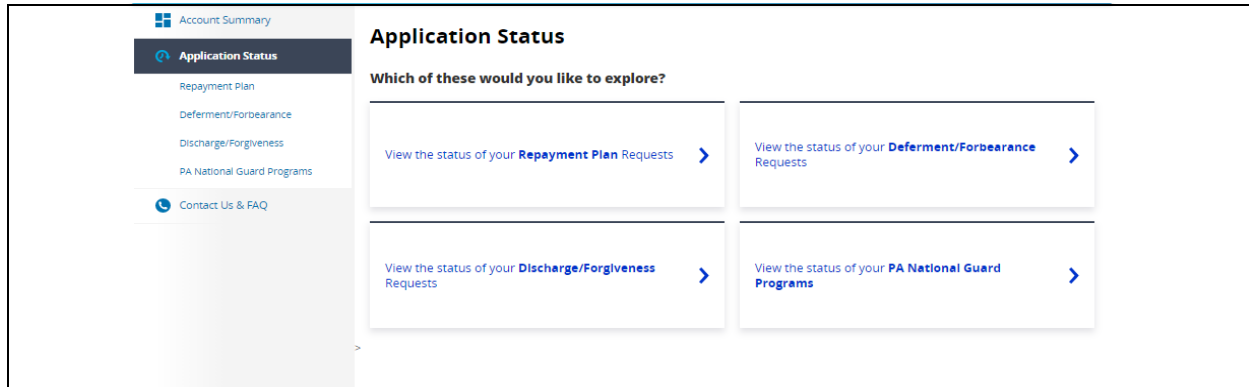 Account Summary
Application Status
Repayment Plan
Deferment/Forbearance
Discharge/Forgiveness
PA National Guard Programs
Contact Us & FAQ
Application Status
Which of these would you like to explore?
View the status of your Repayment Plan Requests
View the status of your Deferment/Forbearance
Requests
View the status of your Discharge/Forgiveness
Requests
View the status of your PA National Guard
Programs
>